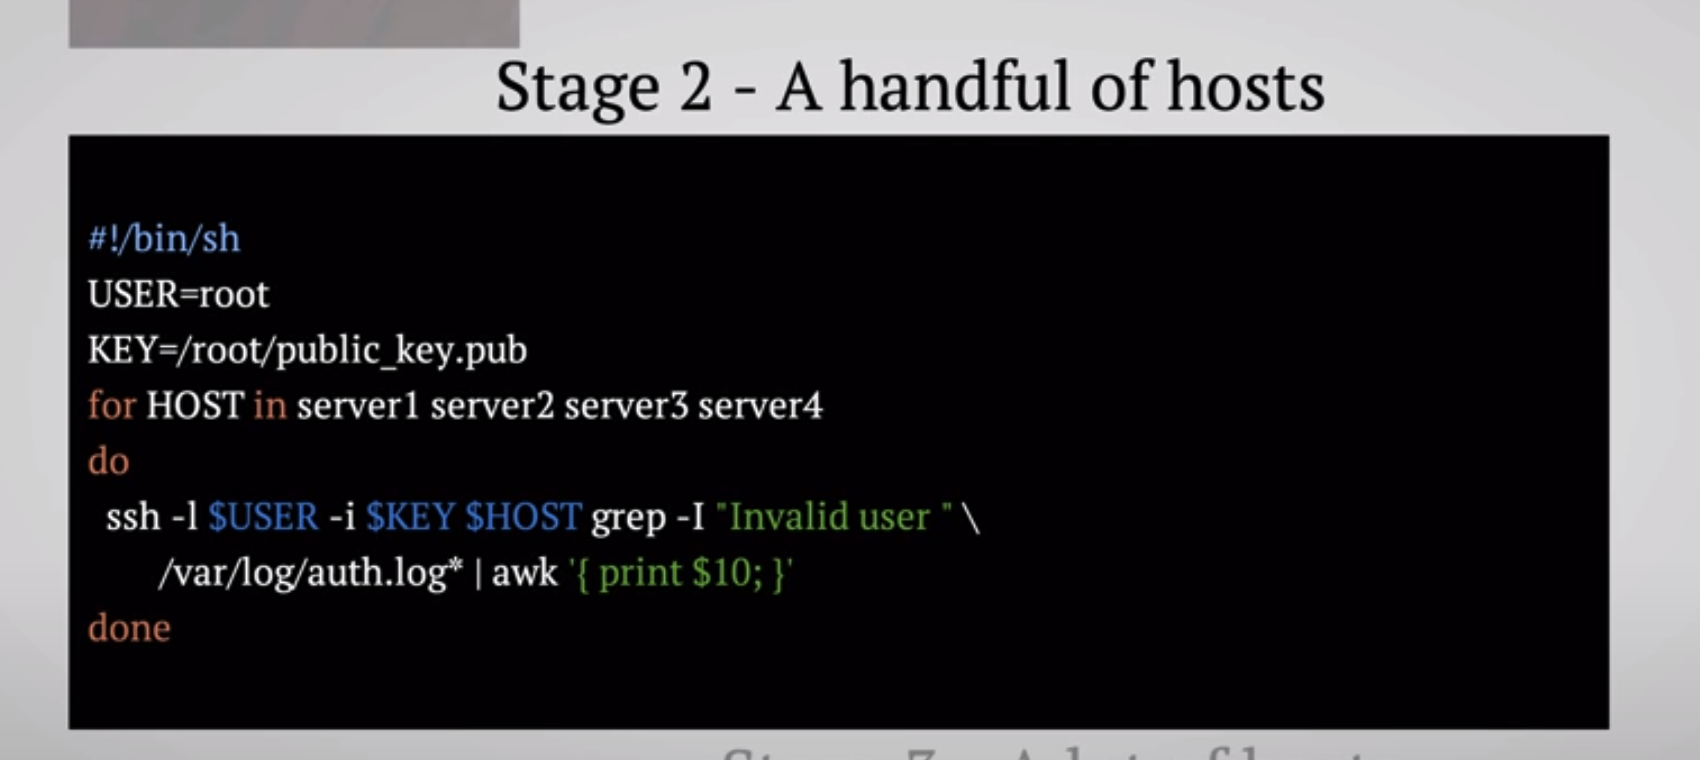 Stage 2 - A handful of hosts
#!/bin/sh
USER=root
KEY=/root/public_key.pub
for HOST in server1 server2 server3 server4
do
  ssh -l $USER -i $KEY $HOST grep -I "Invalid user " \
      /var/log/auth.log* | awk '{ print $10; }'
done